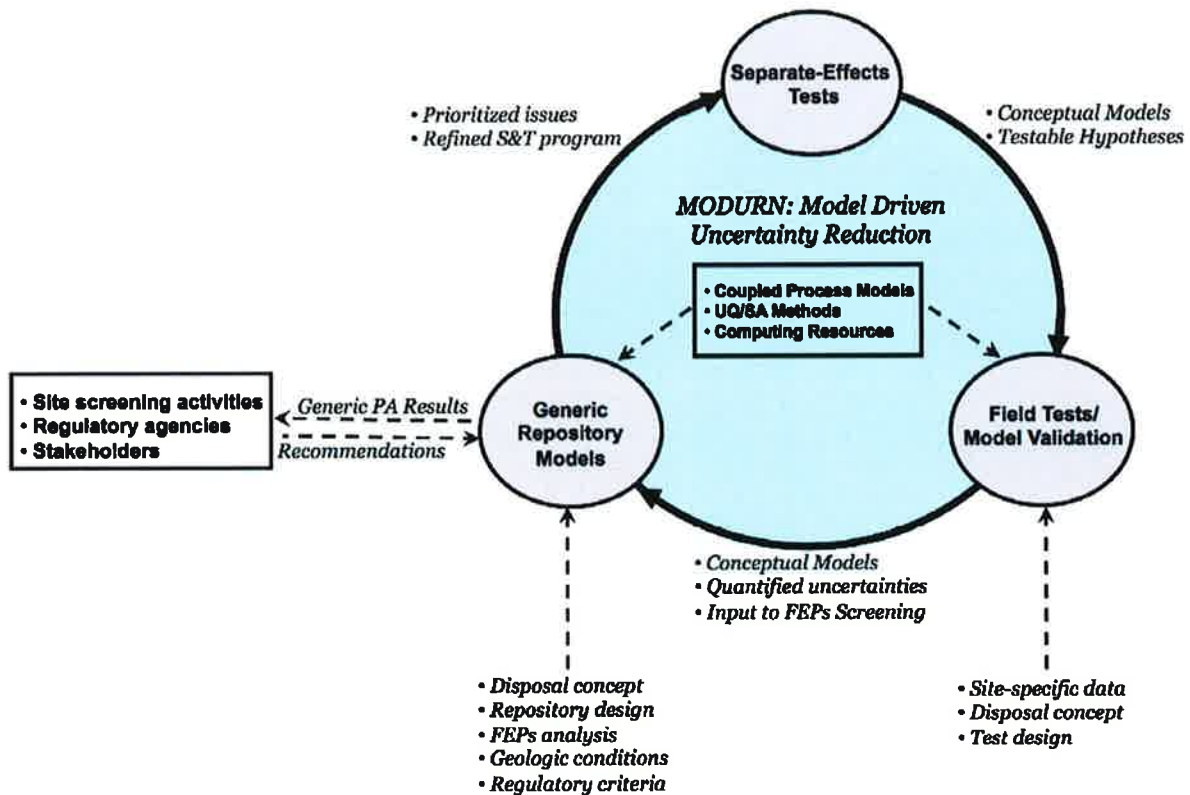 Separate-Effects
Tests
• Prioritized issues
• Refined S&T program
• Conceptual Models
• Testable Hypotheses
MODURN: Model Driven
Uncertainty Reduction
• Coupled Process Models
• UQ/SA Methods
• Computing Resources
• Site screening activities
• Regulatory agencies
• Stakeholders
Generic PA Results
Recommendations
Generic
Repository
Models
Field Tests/
Model Validation
• Conceptual Models
• Quantified uncertainties
• Input to FEPs Screening
• Disposal concept
• Repository design
• FEPs analysis
• Geologic conditions
• Regulatory criteria
• Site-specific data
• Disposal concept
• Test design